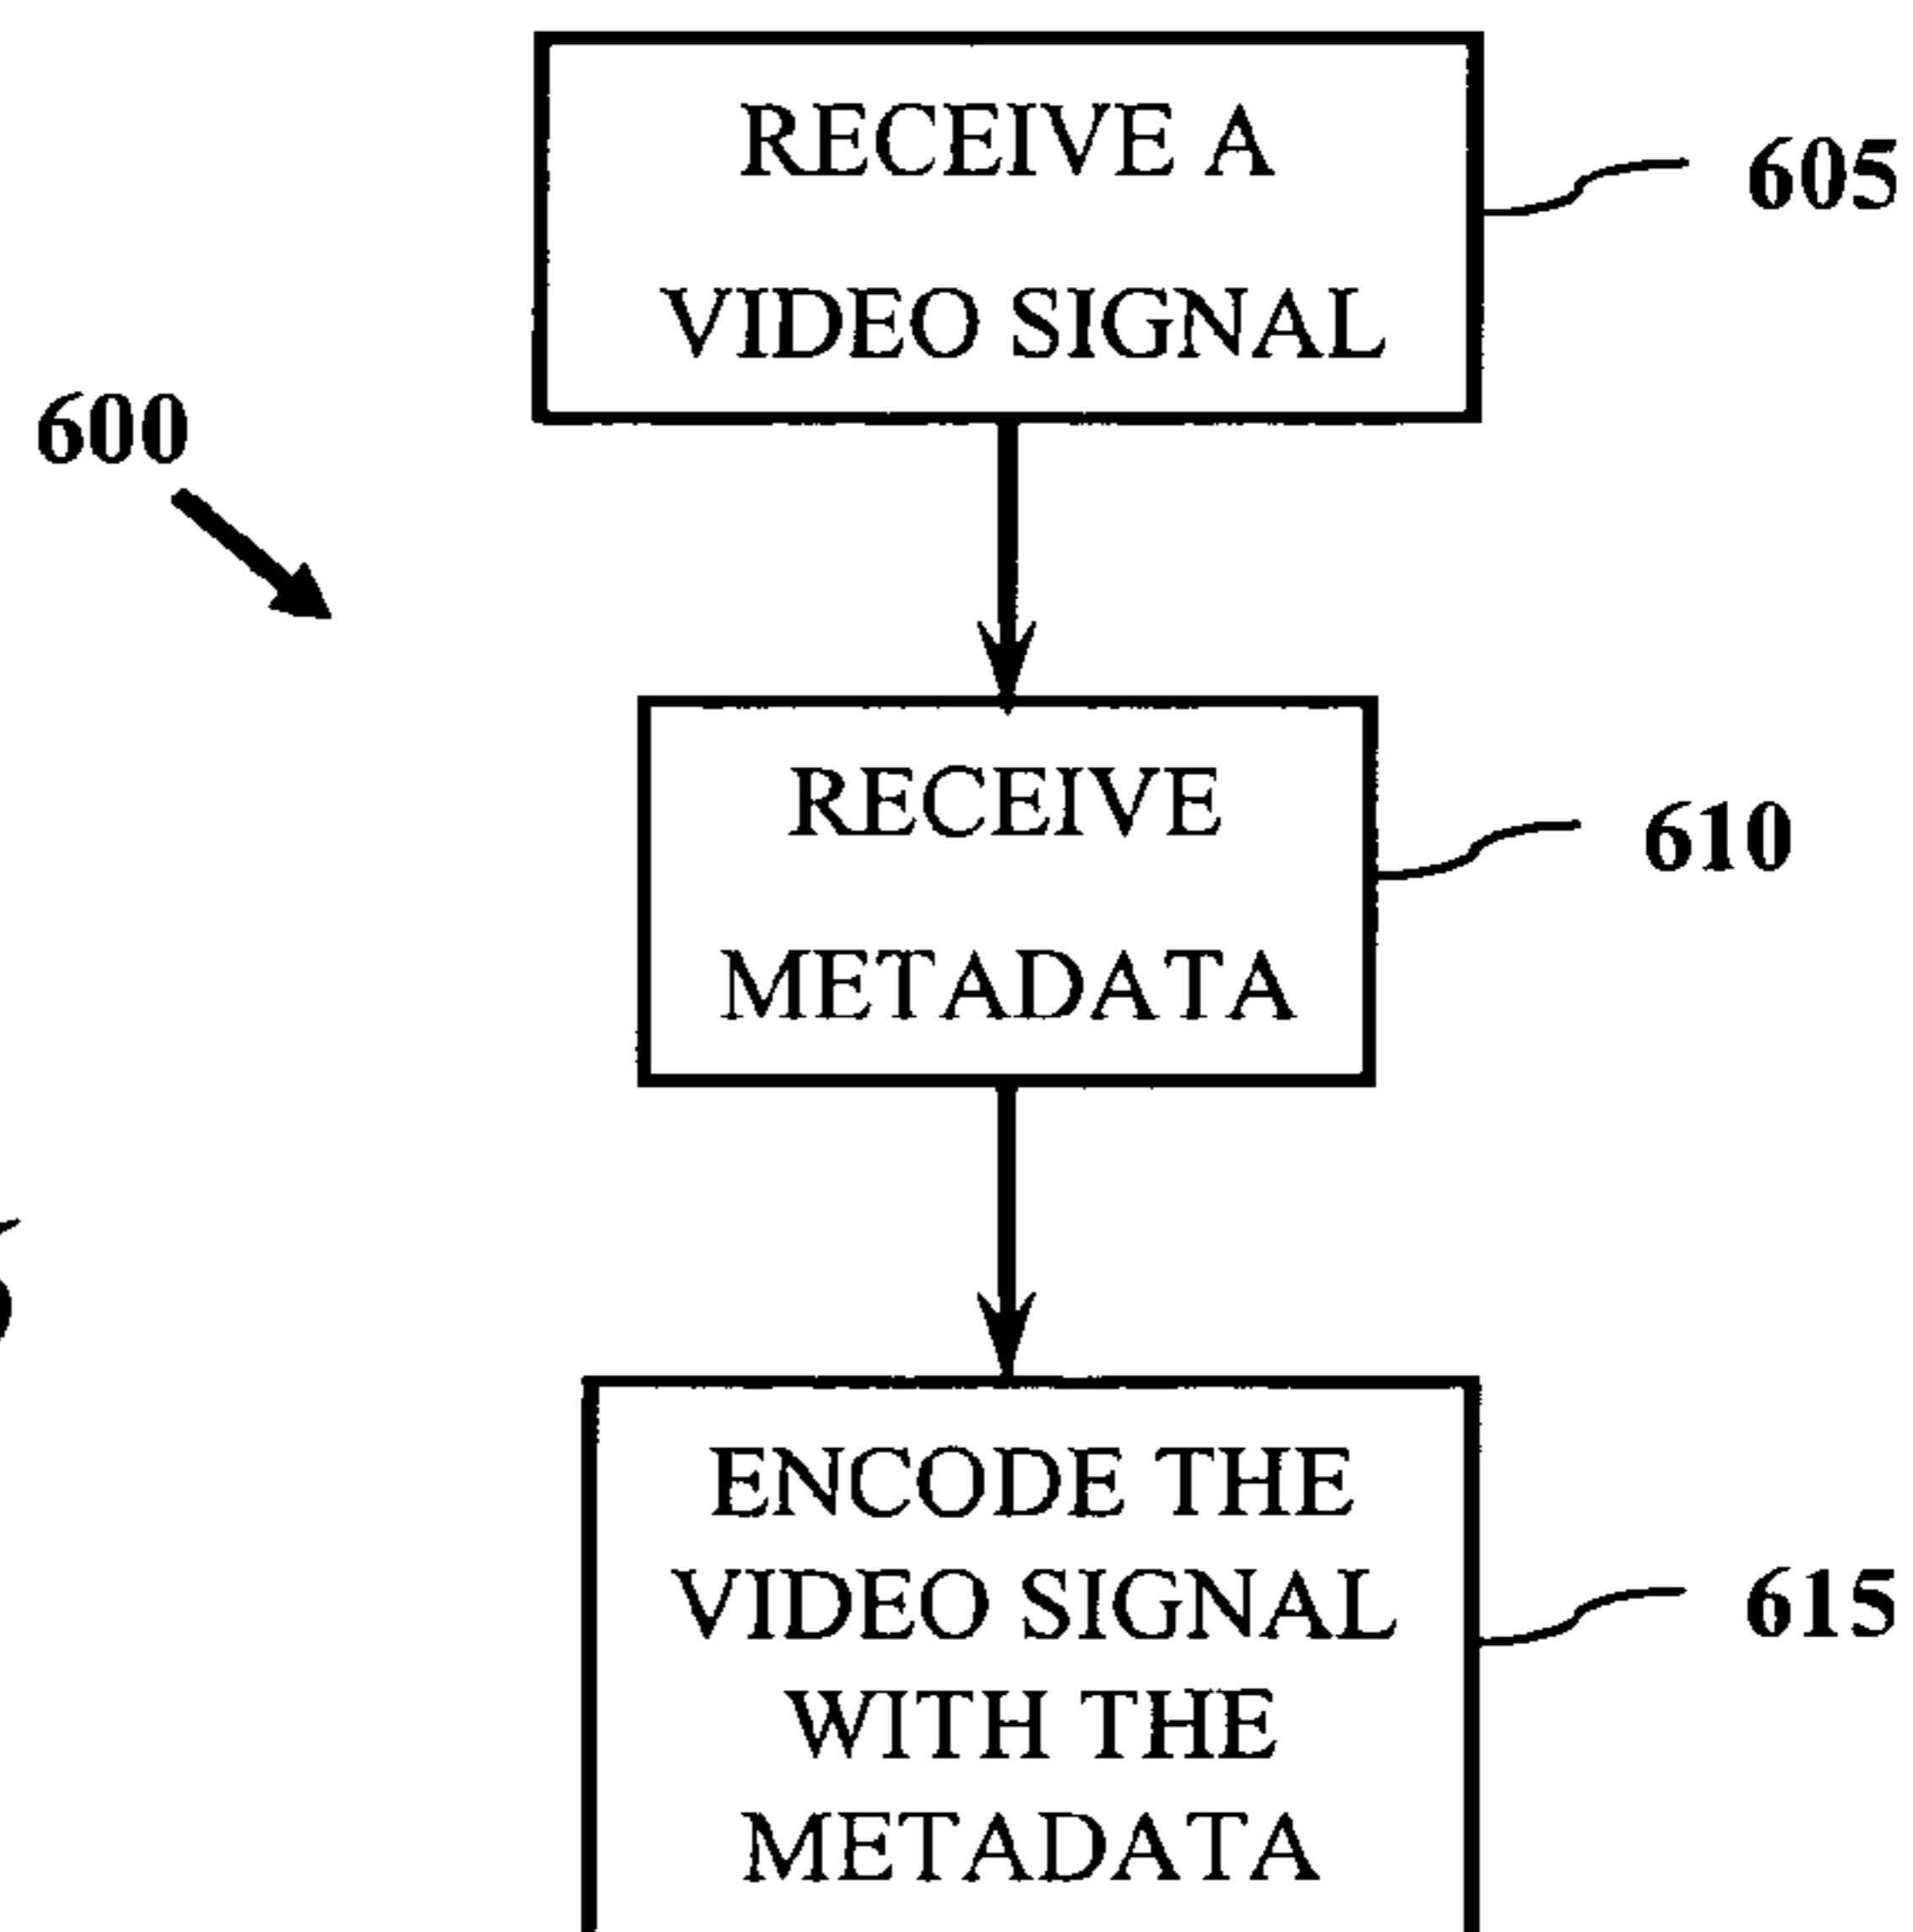 RECEIVE A
VIDEO SIGNAL
605
600
RECEIVE
METADATA
610
ENCODE THE
VIDEO SIGNAL
WITH THE
METADATA
615